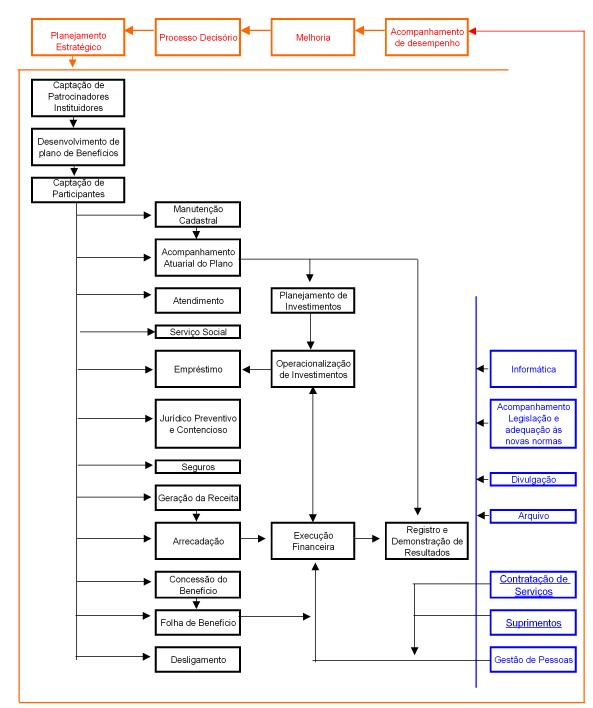 Planejamento
Estratégico
Processo Decisório
Melhoria
Acompanhamento
de desempenho
Captação de
Patrocinadores
Instituidores
Desenvolvimento de
plano de Benefícios
Captação de
Participantes
Manutenção
Cadastral
Acompanhamento
Atuarial do Plano
Atendimento
Planejamento de
Investimentos
Serviço Social
Empréstimo
Operacionalização
de Investimentos
Informática
Jurídico Preventivo
e Contencioso
Acompanhamento
Legislação e
adequação às
novas normas
Seguros
Divulgação
Geração da Receita
Arquivo
Arrecadação
Execução
Financeira
Registro e
Demonstração de
Resultados
Concessão do
Benefício
Contratação de
Serviços
Folha de Benefício
Suprimentos
Desligamento
Gestão de Pessoas